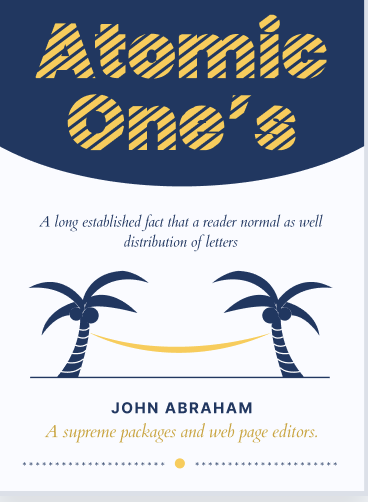 Atomic
One's
A long established fact that a reader normal as well
distribution of letters
JOHN ABRAHAM
A supreme packages and web page editors.